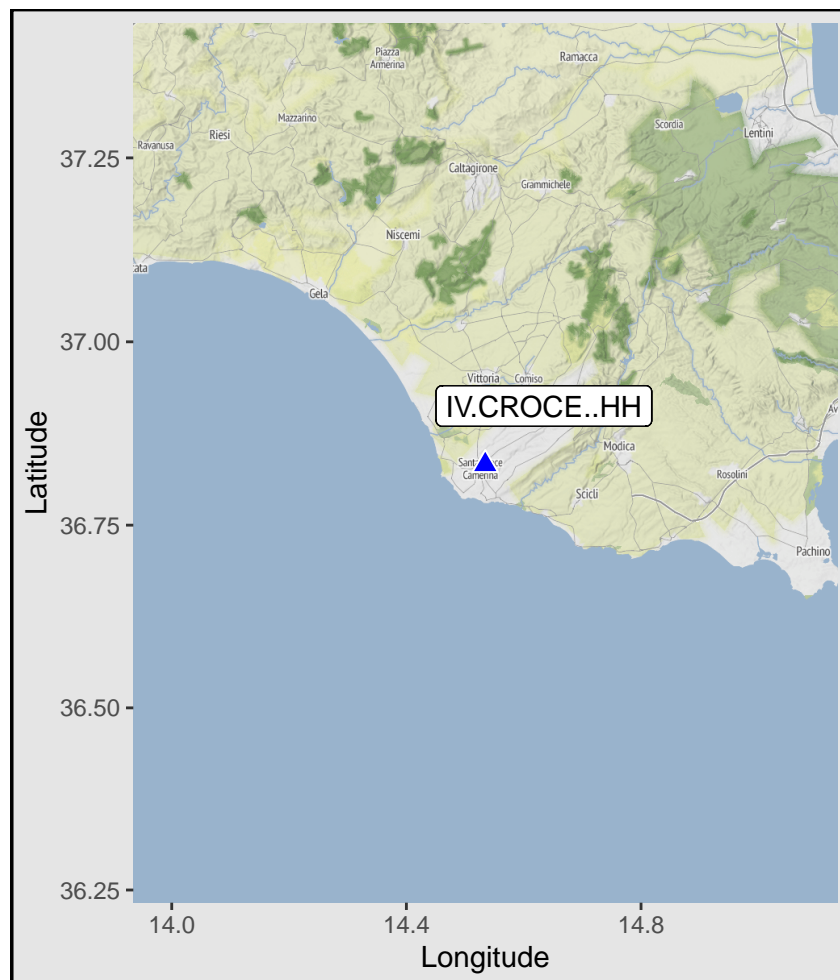 Piazza
Armerina
Ramacca
Mazzarino
Scordia
Riesi
Lentini
Ravanusa
37.25
Caltagirone
Grammichele
Niscemi
cata
Gela
37.00
Vittoria
Comiso
IV.CROCE..HH
Av
Modica
Camerina
Rosolini
Scicli
36.75
Pachino
Latitude
36.50
36.25
14.0
14.4
14.8
Longitude